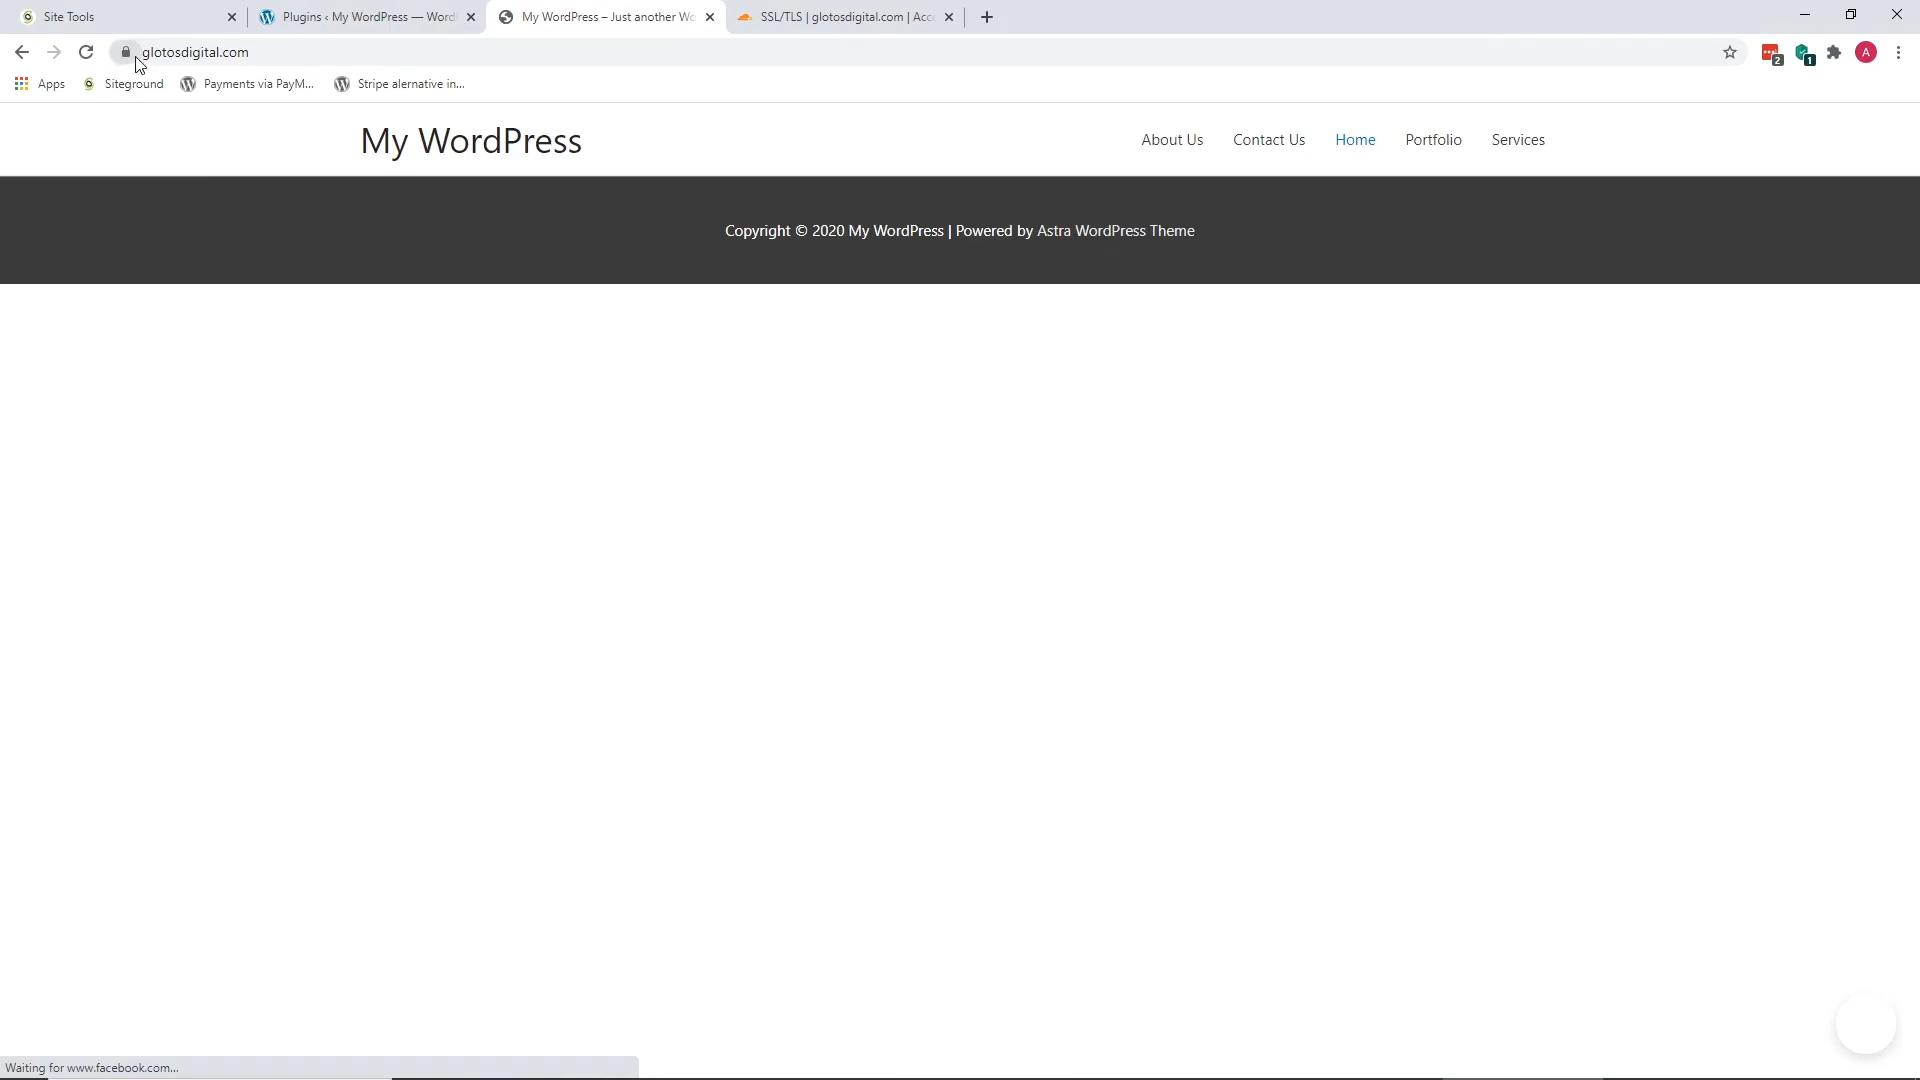 Site Tools
Plugins ‹ My WordPress — Word
My WordPress – Just another Wo
SSL/TLS | glotosdigital.com | Acc
glotosdigital.com
2
1
A
Apps
Siteground
Payments via PayM...
Stripe alernative in...
My WordPress
About Us
Contact Us
Home
Portfolio
Services
Copyright © 2020 My WordPress | Powered by Astra WordPress Theme
Waiting for www.facebook.com...